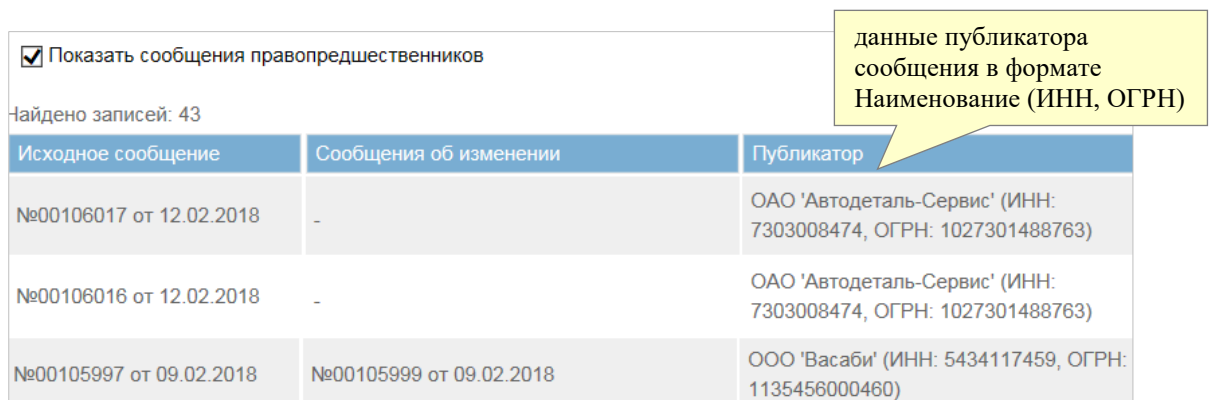 данные публикатора
сообщения в формате
Наименование (ИНН, ОГРН)
Показать сообщения правопредшественников
Найдено записей: 43
Исходное сообщение
Сообщения об изменении
Публикатор
№00106017 от 12.02.2018
-
ОАО 'Автодеталь-Сервис' (ИНН:
7303008474, ОГРН: 1027301488763)
№00106016 от 12.02.2018
-
ОАО 'Автодеталь-Сервис' (ИНН:
7303008474, ОГРН: 1027301488763)
№00105997 от 09.02.2018
№00105999 от 09.02.2018
ООО 'Васаби' (ИНН: 5434117459, ОГРН:
1135456000460)